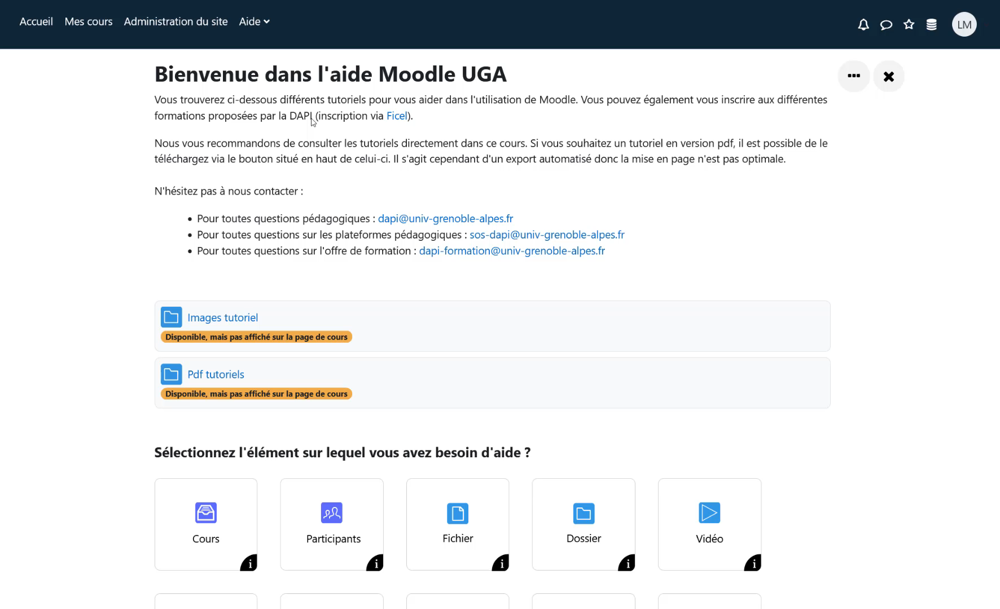 Accueil Mes cours Administration du site Aide
LM
Bienvenue dans l'aide Moodle UGA
Vous trouverez ci-dessous différents tutoriels pour vous aider dans l'utilisation de Moodle. Vous pouvez également vous inscrire aux différentes
formations proposées par la DAPI (inscription via Ficel).
Nous vous recommandons de consulter les tutoriels directement dans ce cours. Si vous souhaitez un tutoriel en version pdf, il est possible de le
téléchargez via le bouton situé en haut de celui-ci. Il s'agit cependant d'un export automatisé donc la mise en page n'est pas optimale.
N'hésitez pas à nous contacter :
• Pour toutes questions pédagogiques : dapi@univ-grenoble-alpes.fr
• Pour toutes questions sur les plateformes pédagogiques : sos-dapi@univ-grenoble-alpes.fr
• Pour toutes questions sur l'offre de formation : dapi-formation@univ-grenoble-alpes.fr
Images tutoriel
Disponible, mais pas affiché sur la page de cours
Pdf tutoriels
Disponible, mais pas affiché sur la page de cours
Sélectionnez l'élément sur lequel vous avez besoin d'aide ?
Cours Participants Fichier Dossier Vidéo
i i i i i